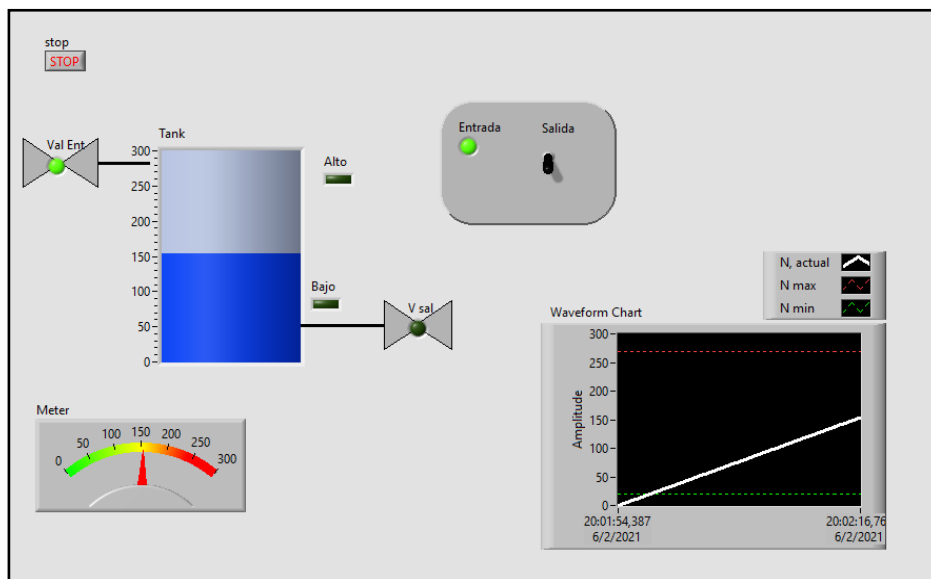 stop
STOP
Val Ent
Tank
300
250
200
150
100
50
0
Alto
Bajo
V sal
Entrada
Salida
Meter
0
50
100
150
200
250
300
N, actual
N max
N min
Waveform Chart
Amplitude
300
250
200
150
100
50
0
20:01:54,387
6/2/2021
20:02:16,76
6/2/2021